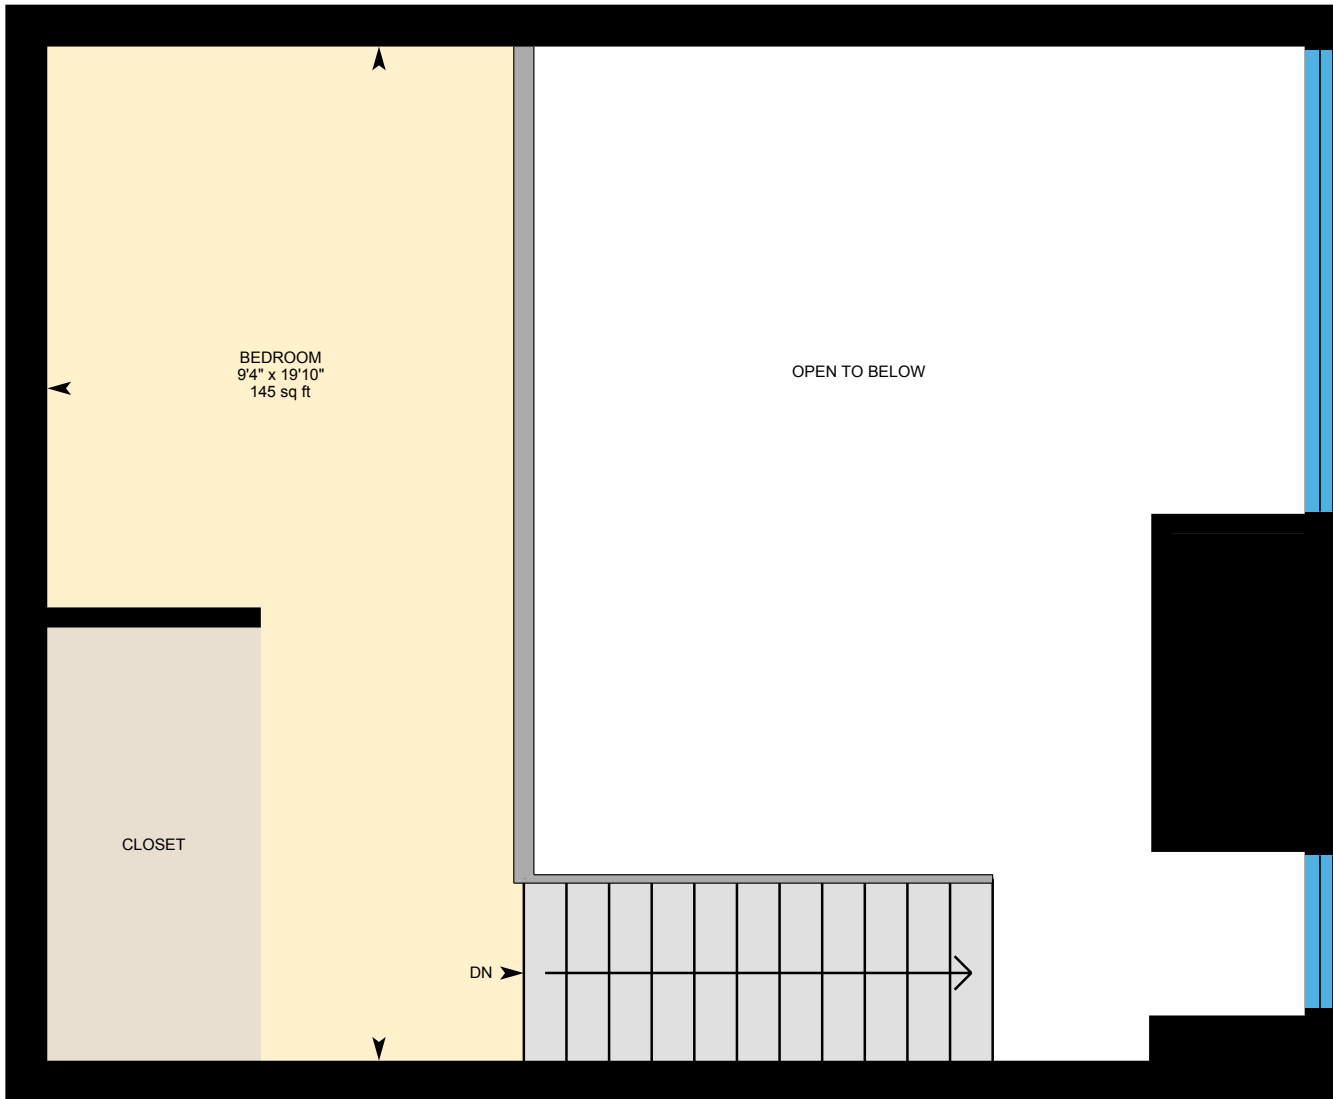 BEDROOM
9'4" x 19'10"
145 sq ft
OPEN TO BELOW
CLOSET
DN